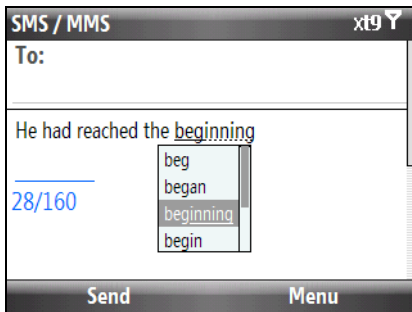 SMS / MMS xt9
To:
He had reached the beginning
28/160
beg
began
beginning
begin
Send Menu